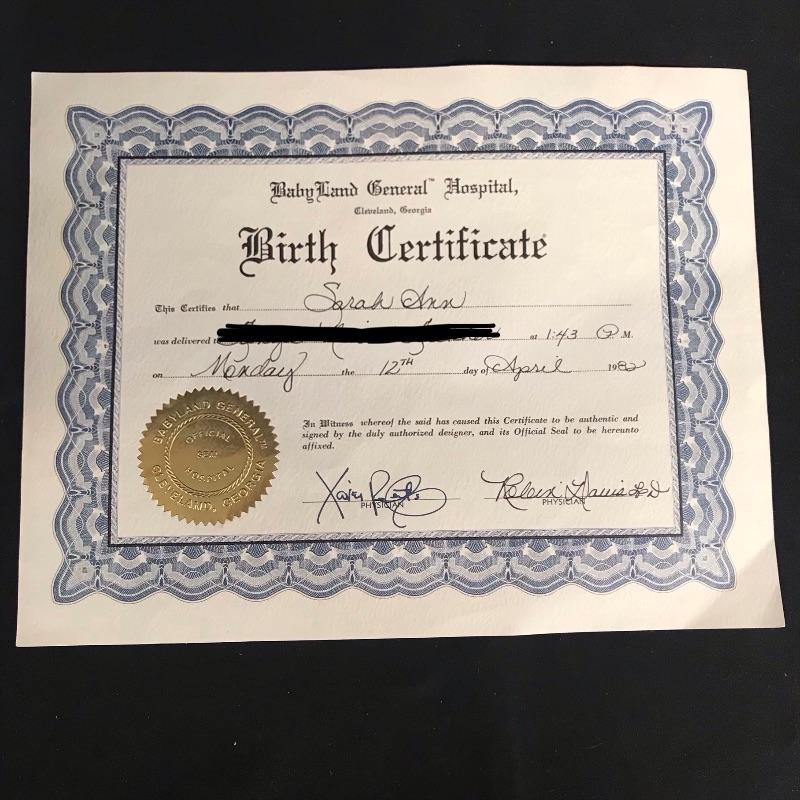 BabyLand General™ Hospital,
Cleveland, Georgia
Birth Certificate
This Certifies that Sarah Ann
was delivered at 1:43 P.M.
on Monday the 12TH day of April 1982
In Witness whereof the said has caused this Certificate to be authentic and
signed by the duly authorized designer, and its Official Seal to be hereunto
affixed.
BABYLAND GENERAL
OFFICIAL
SEAL
HOSPITAL
CLEVELAND, GEORGIA
Xavier Roberts
PHYSICIAN
PHYSICIAN